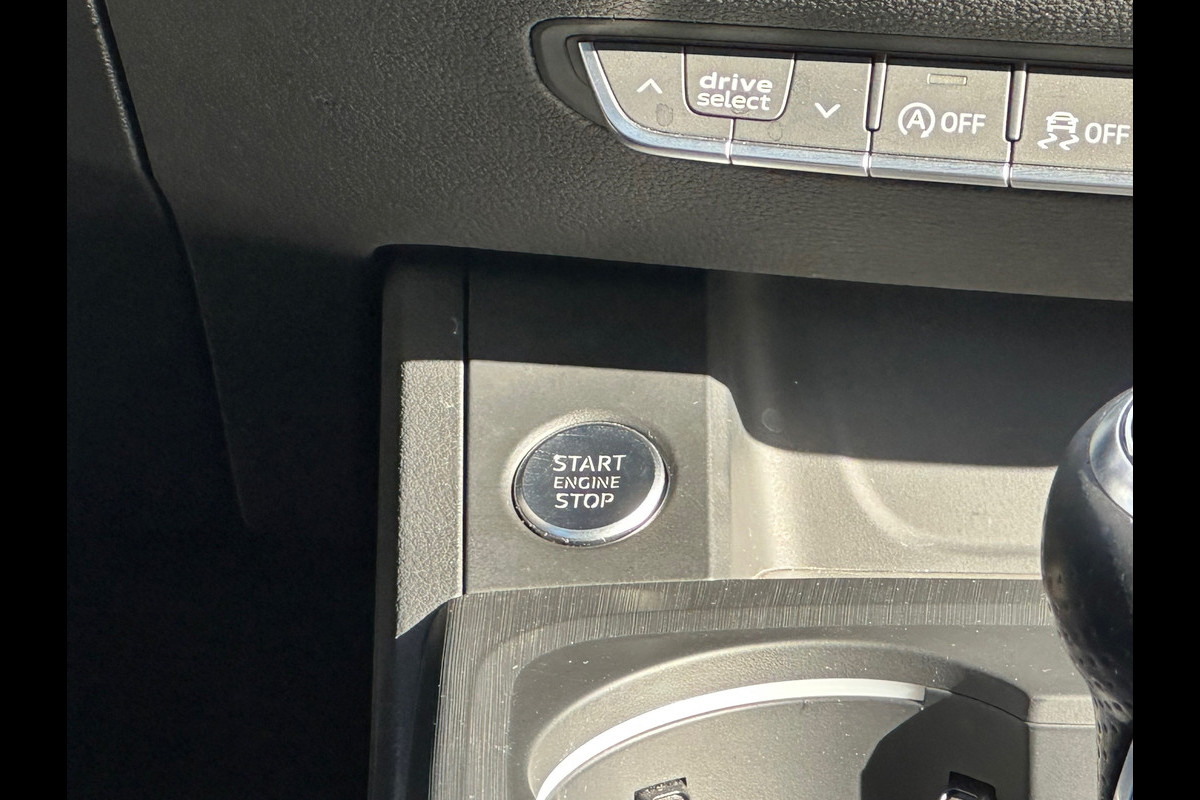 drive
select
A OFF
OFF
START
ENGINE
STOP